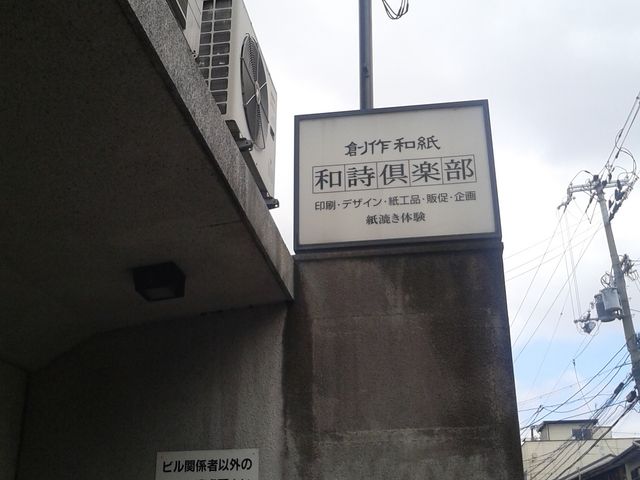 創作和紙
和詩倶楽部
印刷・デザイン・紙工品・販促・企画
紙漉き体験
ビル関係者以外の